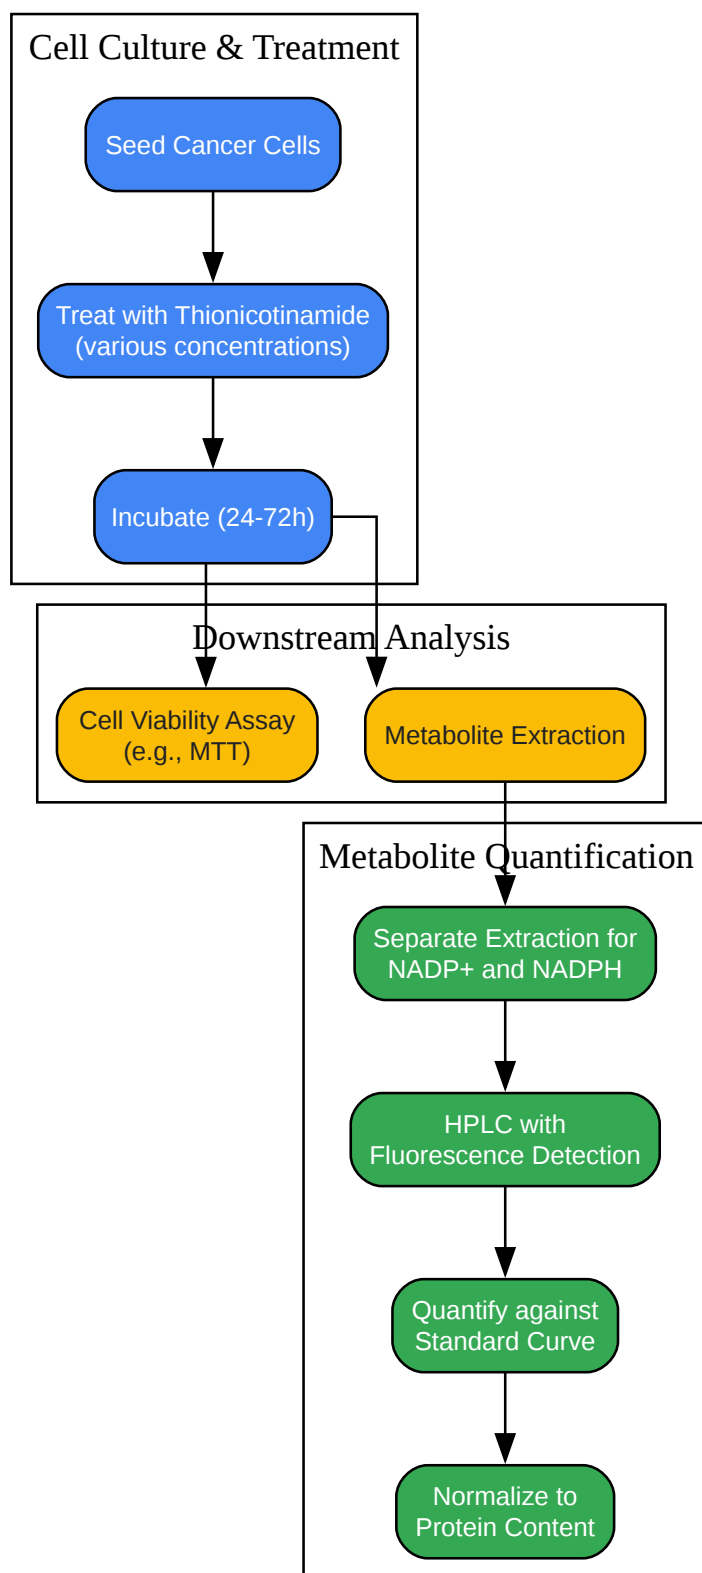 Cell Culture & Treatment
Seed Cancer Cells
Treat with Thionicotinamide
(various concentrations)
Incubate (24-72h)
Downstream Analysis
Cell Viability Assay
(e.g., MTT)
Metabolite Extraction
Metabolite Quantification
Separate Extraction for
NADP+ and NADPH
HPLC with
Fluorescence Detection
Quantify against
Standard Curve
Normalize to
Protein Content